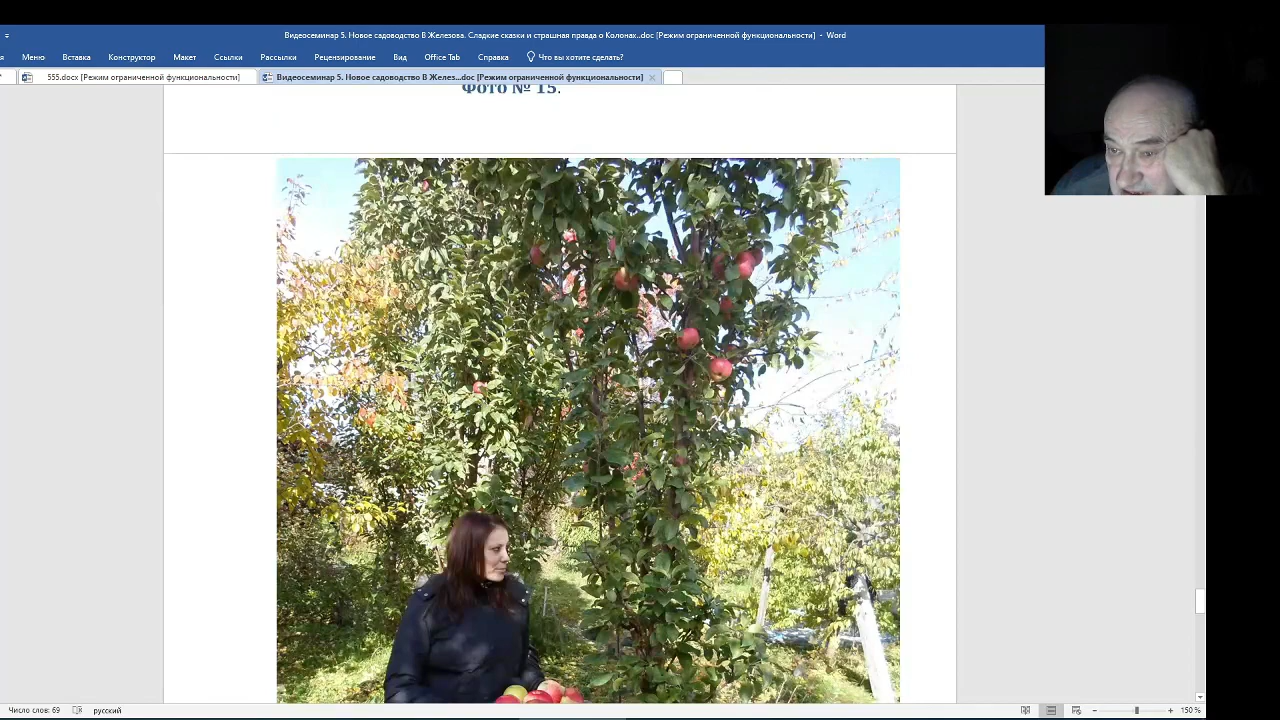 Видеосеминар 5. Новое садоводство В Железова. Сладкие сказки и страшная правда о Колонах..doc [Режим ограниченной функциональности] - Word
Меню Вставка Конструктор Макет Ссылки Рассылки Рецензирование Вид Office Tab Справка Что вы хотите сделать?
555.docx [Режим ограниченной функциональности] Видеосеминар 5. Новое садоводство В Желез...doc [Режим ограниченной функциональности]
Фото № 15.
Число слов: 69 русский 150 %